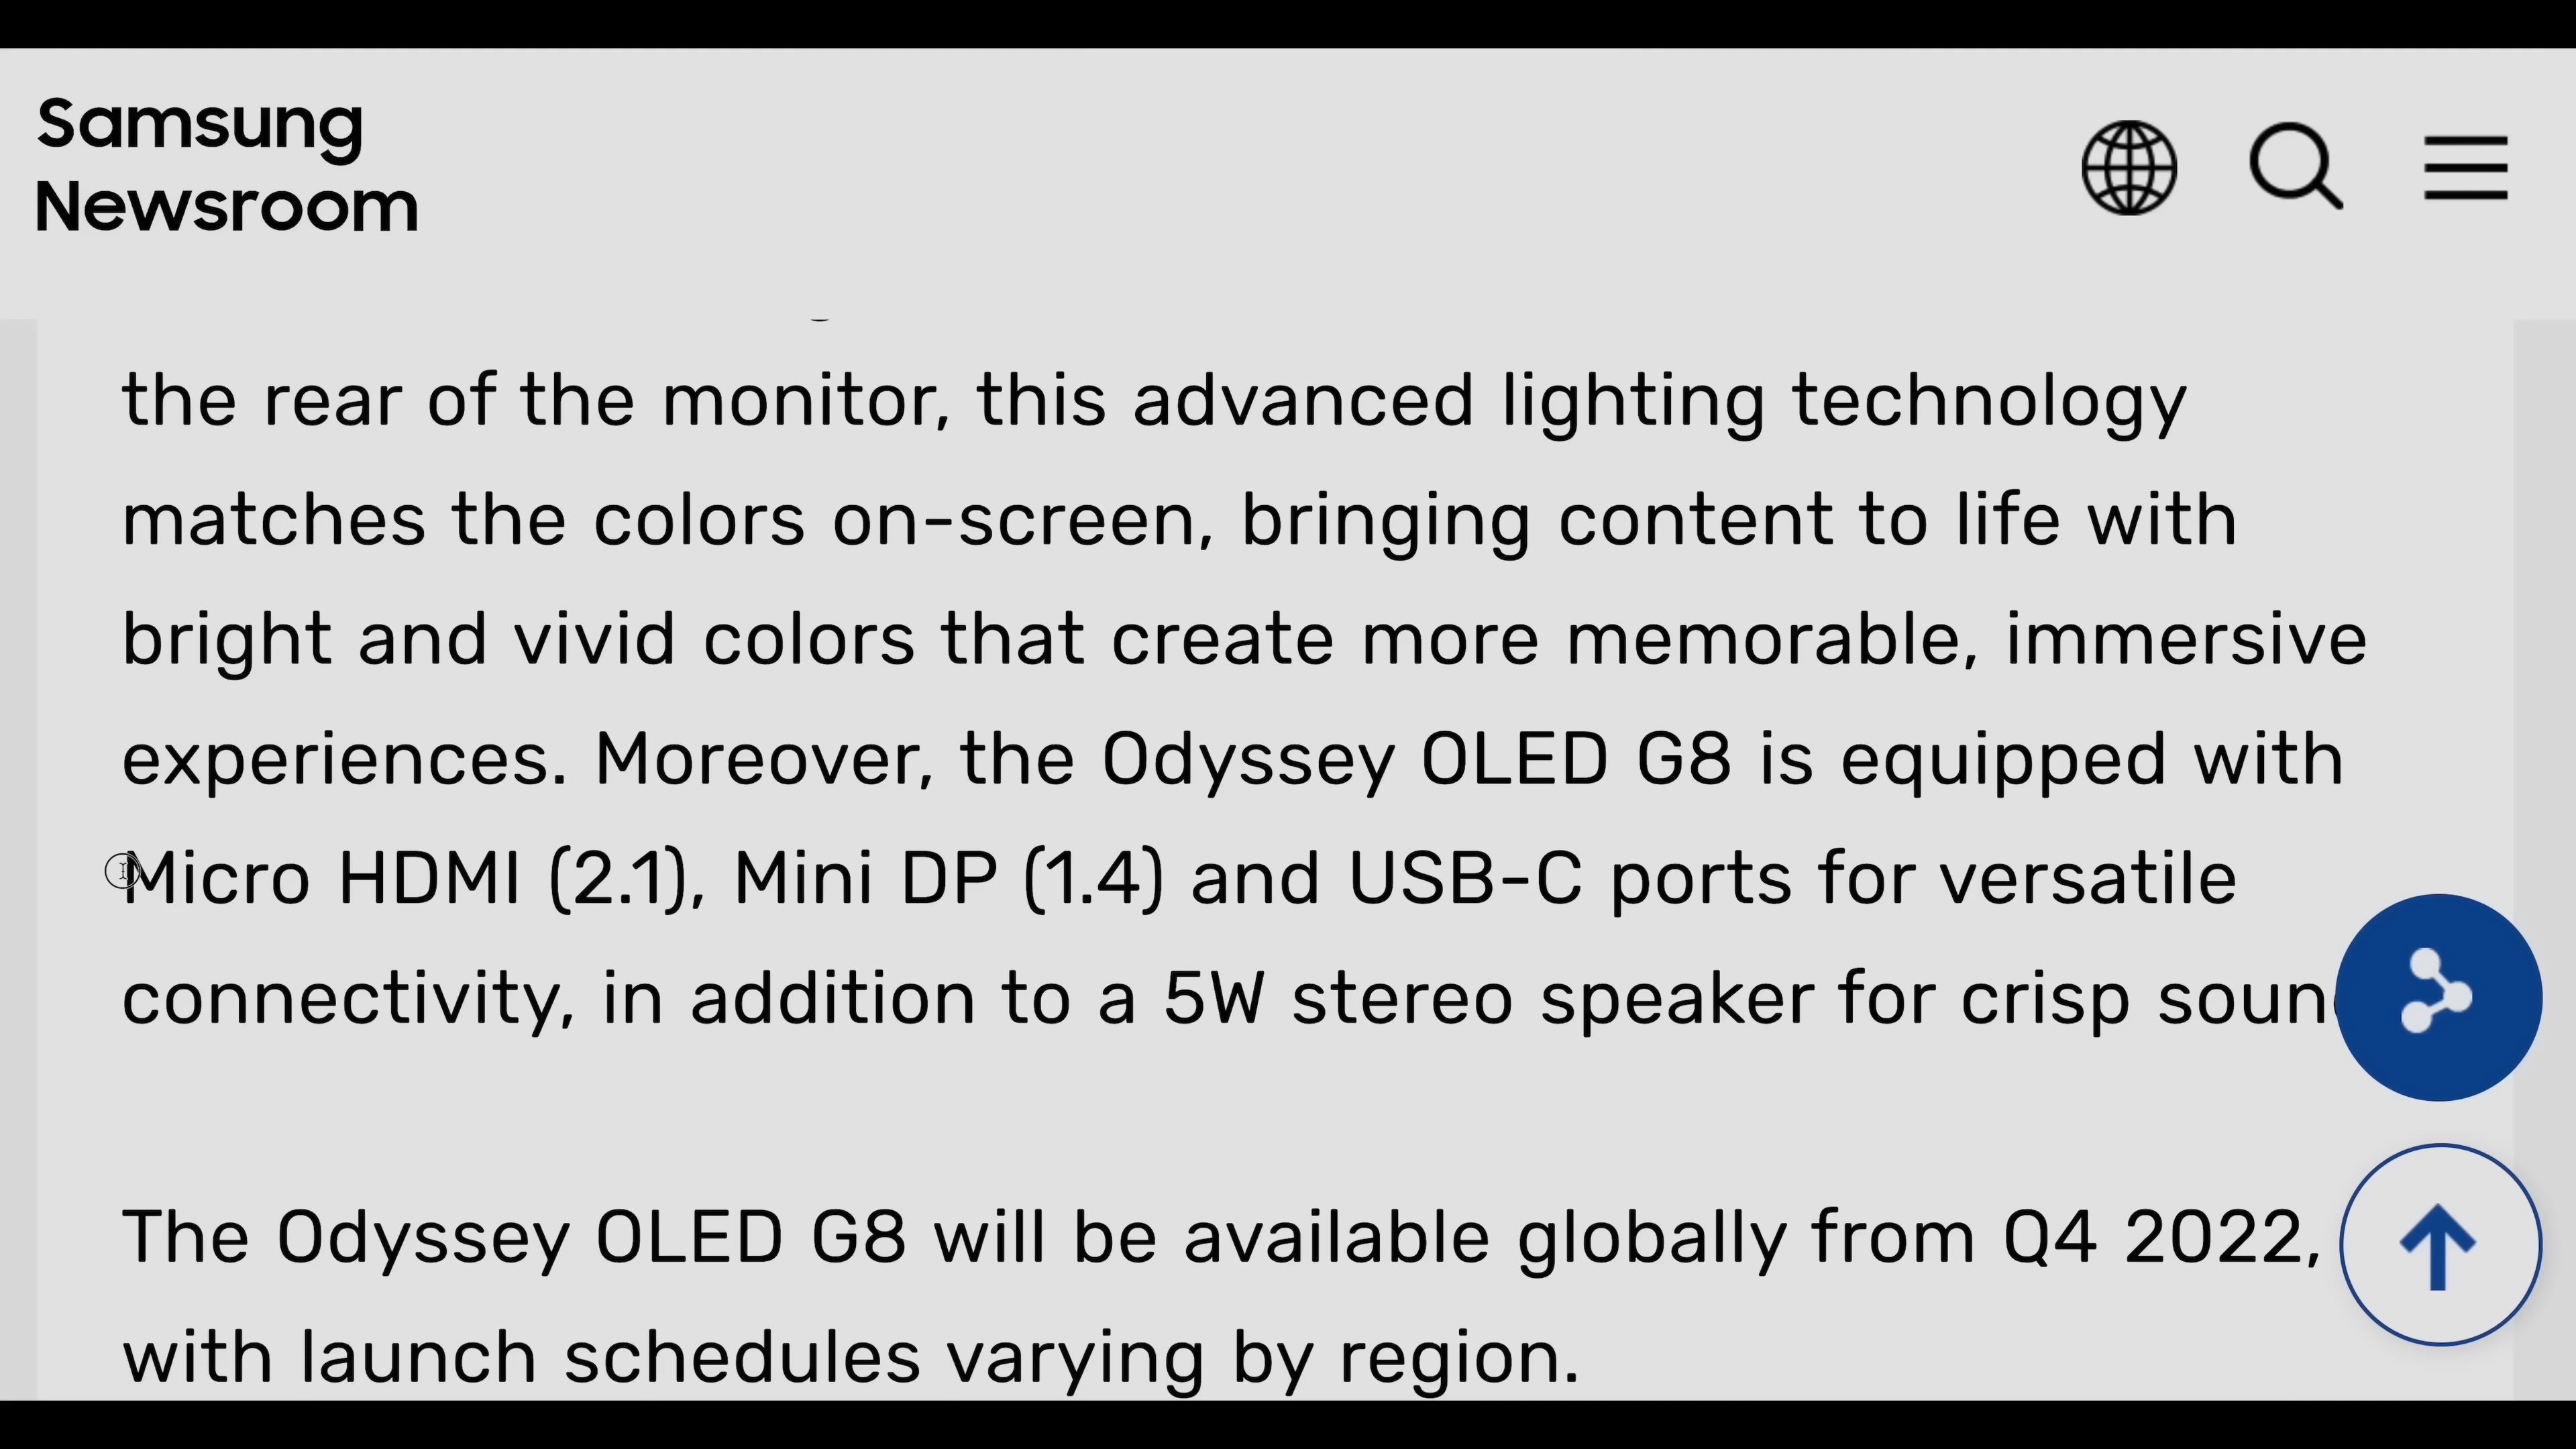 Samsung
Newsroom
the rear of the monitor, this advanced lighting technology
matches the colors on-screen, bringing content to life with
bright and vivid colors that create more memorable, immersive
experiences. Moreover, the Odyssey OLED G8 is equipped with
Micro HDMI (2.1), Mini DP (1.4) and USB-C ports for versatile
connectivity, in addition to a 5W stereo speaker for crisp
The Odyssey OLED G8 will be available globally from Q4 2022,
with launch schedules varying by region.